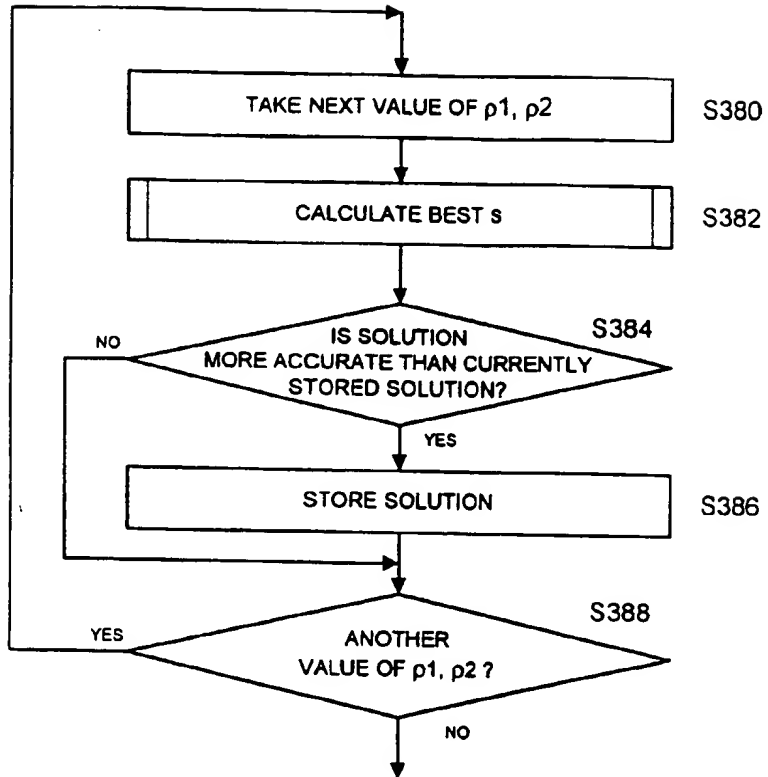 TAKE NEXT VALUE OF ρ1, ρ2
S380
CALCULATE BEST s
S382
S384
NO
IS SOLUTION
MORE ACCURATE THAN CURRENTLY
STORED SOLUTION?
YES
STORE SOLUTION
S386
S388
YES
ANOTHER
VALUE OF ρ1, ρ2 ?
NO